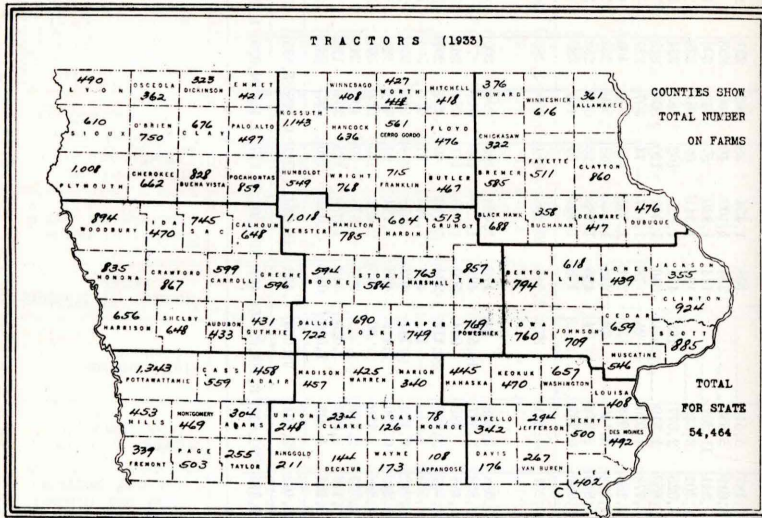 TRACTORS (1933)
COUNTIES SHOW
TOTAL NUMBER
ON FARMS
490
LYON
OSCEOLA
362
323
DICKINSON
EMMET
421
WINNEBAGO
408
427
WORTH
418
MITCHELL
418
376
HOWARD
WINNESHIEK
616
361
ALLAMAKEE
610
SIOUX
O'BRIEN
750
676
CLAY
PALO ALTO
497
KOSSUTH
1,143
HANCOCK
636
561
CERRO GORDO
FLOYD
476
CHICKASAW
322
1,008
PLYMOUTH
CHEROKEE
662
828
BUENA VISTA
POCAHONTAS
859
HUMBOLDT
549
WRIGHT
768
715
FRANKLIN
BUTLER
467
BREMER
585
FAYETTE
511
CLAYTON
860
894
WOODBURY
IDA
470
745
SAC
CALHOUN
648
1,018
WEBSTER
HAMILTON
785
604
HARDIN
513
GRUNDY
BLACK HAWK
688
358
BUCHANAN
DELAWARE
417
476
DUBUQUE
835
MONONA
CRAWFORD
867
599
CARROLL
GREENE
596
594
BOONE
STORY
584
763
MARSHALL
857
TAMA
BENTON
794
618
LINN
JONES
439
JACKSON
355
CLINTON
924
656
HARRISON
SHELBY
648
AUDUBON
433
431
GUTHRIE
DALLAS
722
690
POLK
JASPER
749
769
POWESHIEK
IOWA
760
JOHNSON
709
CEDAR
659
SCOTT
885
MUSCATINE
546
1,343
POTTAWATTAMIE
CASS
559
458
ADAIR
MADISON
457
425
WARREN
MARION
340
445
MAHASKA
KEOKUK
470
657
WASHINGTON
LOUISA
408
TOTAL
FOR STATE
54,464
453
MILLS
MONTGOMERY
469
304
ADAMS
UNION
248
234
CLARKE
LUCAS
126
78
MONROE
WAPELLO
342
294
JEFFERSON
HENRY
500
DES MOINES
492
339
FREMONT
PAGE
503
255
TAYLOR
RINGGOLD
211
144
DECATUR
WAYNE
173
108
APPANOOSE
DAVIS
176
267
VAN BUREN
LEE
402
C